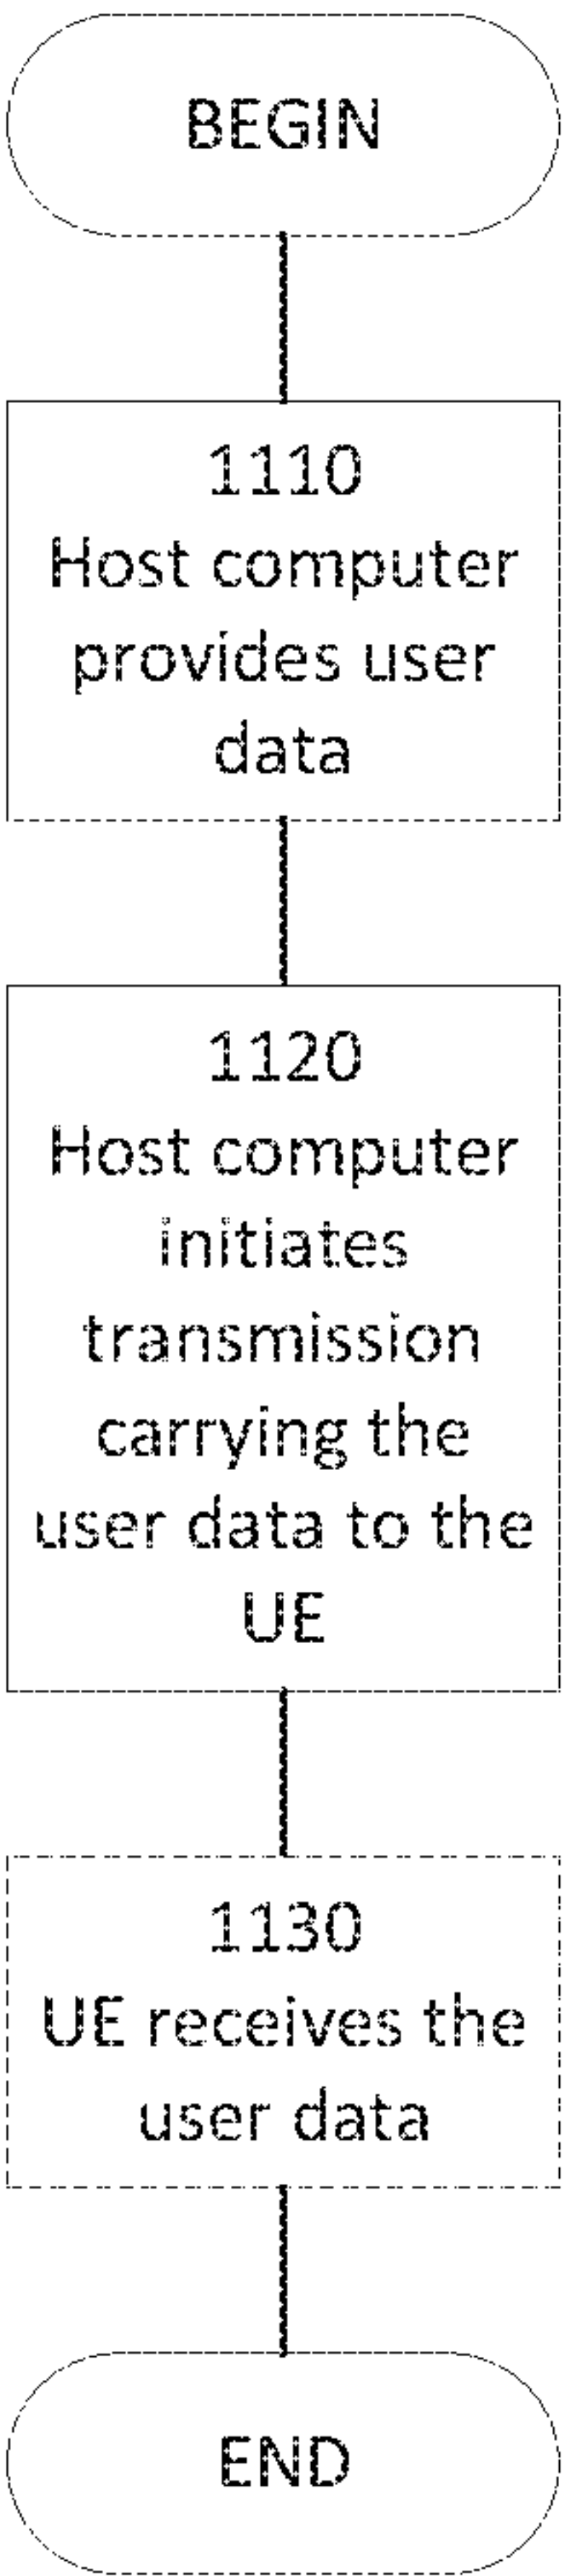 BEGIN
1110
Host computer
provides user
data
1120
Host computer
initiates
transmission
carrying the
user data to the
UE
1130
UE receives the
user data
END